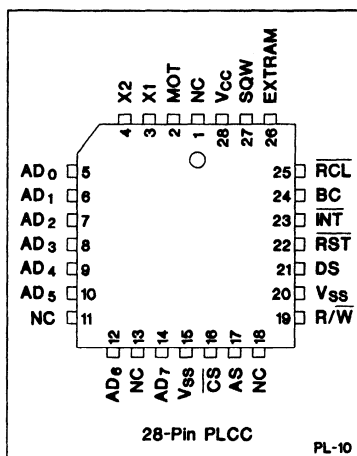 X2 X1 MOT NC VCC SQW EXTRAM
4 3 2 1 28 27 26
AD0 5 25 RCL
AD1 6 24 BC
AD2 7 23 INT
AD3 8 22 RST
AD4 9 21 DS
AD5 10 20 VSS
NC 11 19 R/W
12 13 14 15 16 17 18
AD6 NC AD7 VSS CS AS NC
28-Pin PLCC
PL-10